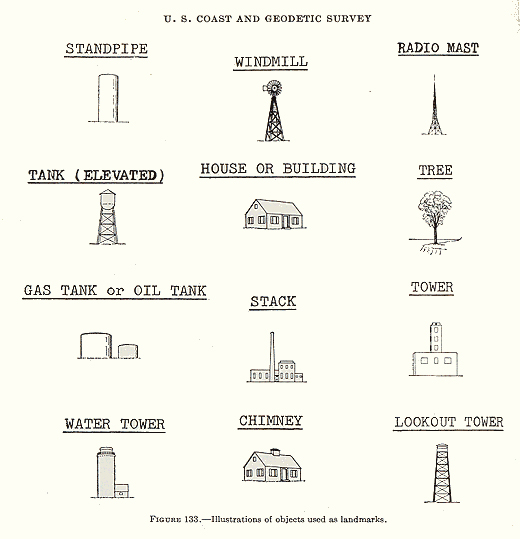 U. S. COAST AND GEODETIC SURVEY
STANDPIPE
WINDMILL
RADIO MAST
TANK (ELEVATED)
HOUSE OR BUILDING
TREE
GAS TANK or OIL TANK
STACK
TOWER
WATER TOWER
CHIMNEY
LOOKOUT TOWER
FIGURE 133.—Illustrations of objects used as landmarks.